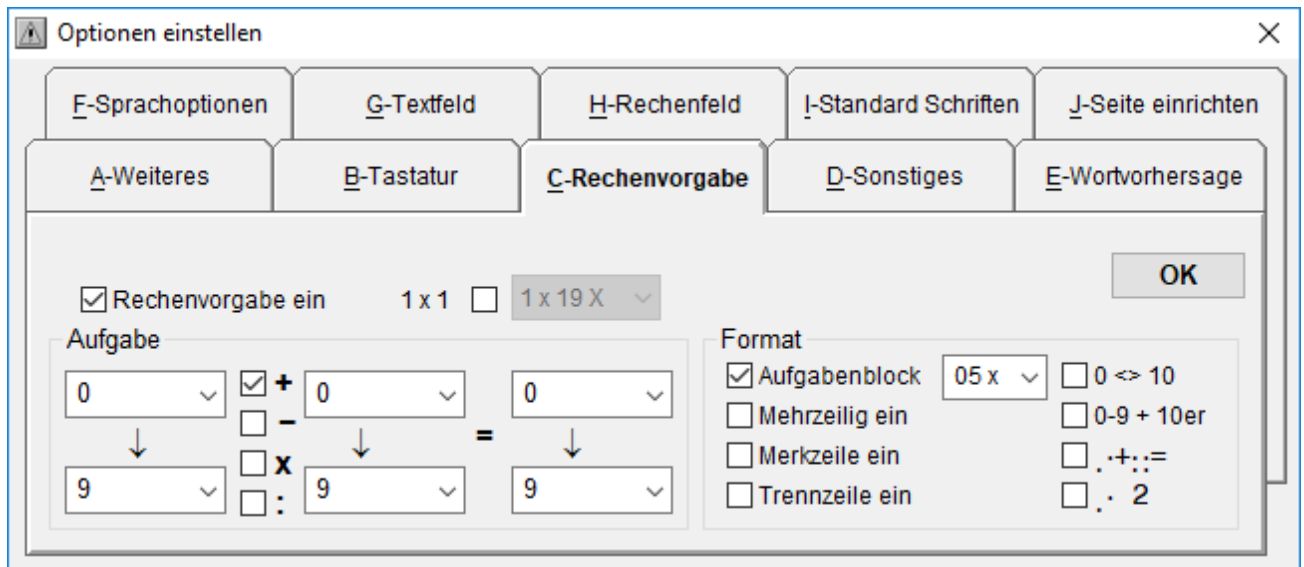 Optionen einstellen
F-Sprachoptionen G-Textfeld H-Rechenfeld I-Standard Schriften J-Seite einrichten
A-Weiteres B-Tastatur C-Rechenvorgabe D-Sonstiges E-Wortvorhersage
OK
Rechenvorgabe ein 1 x 1 1 x 19 X
Aufgabe
0 + 0 0
−
=
x
9 : 9 9
Format
Aufgabenblock 05 x 0 <> 10
Mehrzeilig ein 0-9 + 10er
Merkzeile ein .·+:·:=
Trennzeile ein .· 2